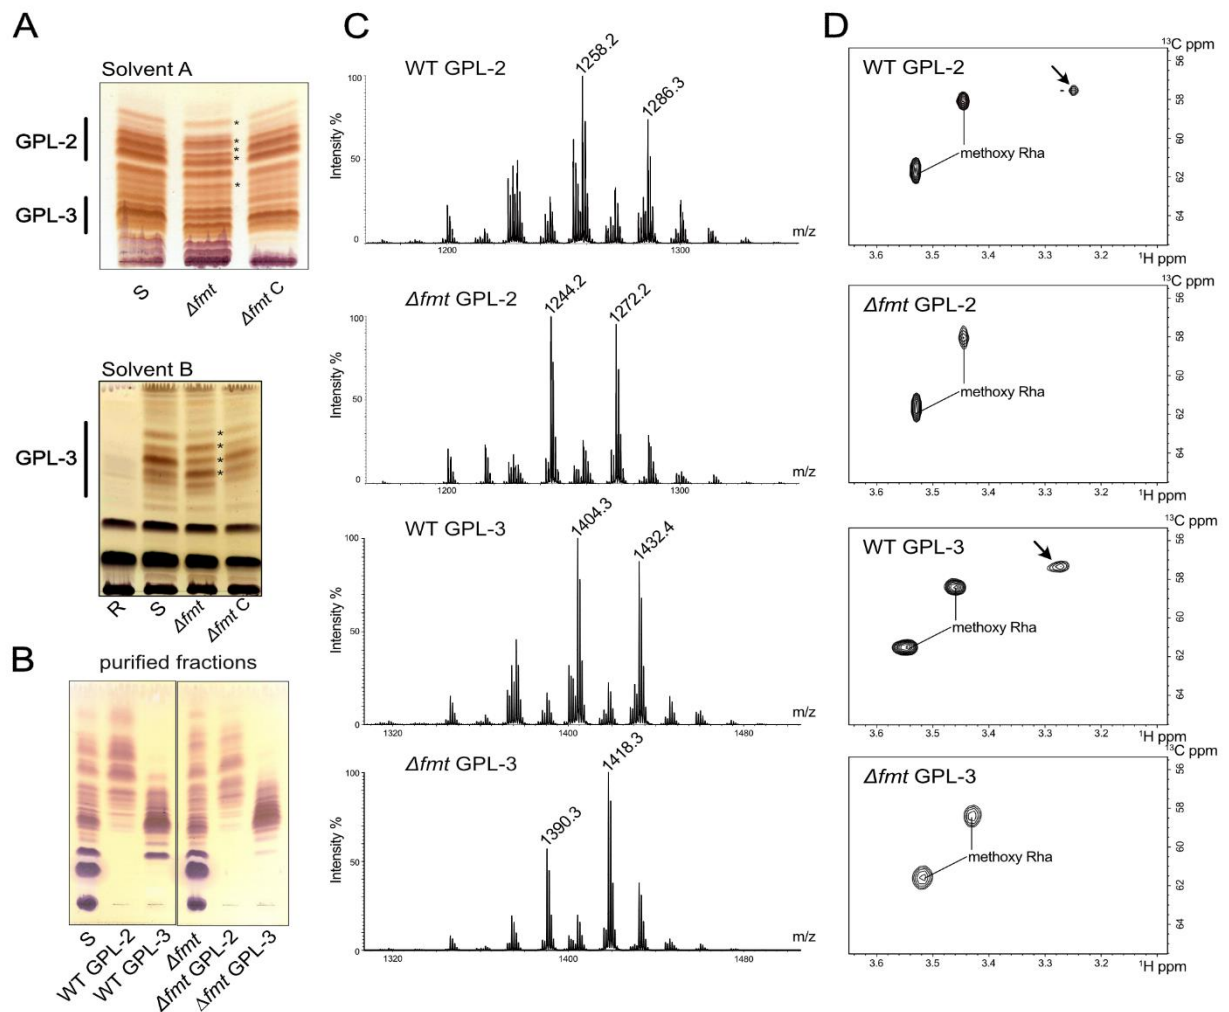 A
Solvent A
GPL-2
GPL-3
S
Δfmt
Δfmt C
Solvent B
GPL-3
*
*
*
*
*
*
*
*
*
R
S
Δfmt
Δfmt C
B
purified fractions
S
WT GPL-2
WT GPL-3
Δfmt
Δfmt GPL-2
Δfmt GPL-3
C
WT GPL-2
1258.2
1286.3
Intensity %
100
50
0
1200
1300
m/z
Δfmt GPL-2
1244.2
1272.2
Intensity %
100
50
0
1200
1300
m/z
WT GPL-3
1404.3
1432.4
Intensity %
100
50
0
1320
1400
1480
m/z
Δfmt GPL-3
1390.3
1418.3
Intensity %
100
50
0
1320
1400
1480
m/z
D
WT GPL-2
methoxy Rha
13C ppm
56
58
60
62
64
3.6
3.5
3.4
3.3
3.2
1H ppm
Δfmt GPL-2
methoxy Rha
13C ppm
56
58
60
62
64
3.6
3.5
3.4
3.3
3.2
1H ppm
WT GPL-3
methoxy Rha
13C ppm
56
58
60
62
64
3.6
3.5
3.4
3.3
3.2
1H ppm
Δfmt GPL-3
methoxy Rha
13C ppm
56
58
60
62
64
3.6
3.5
3.4
3.3
3.2
1H ppm